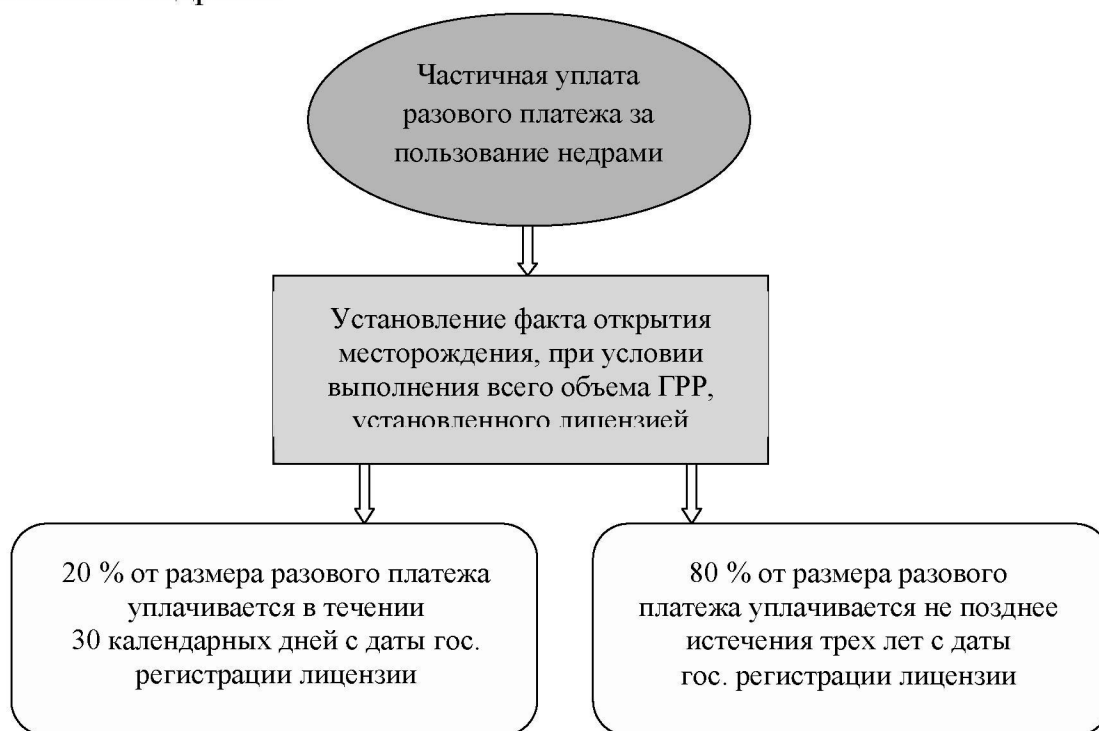 Частичная уплата
разового платежа за
пользование недрами
Установление факта открытия
месторождения, при условии
выполнения всего объема ГРР,
установленного лицензией
20 % от размера разового платежа
уплачивается в течении
30 календарных дней с даты гос.
регистрации лицензии
80 % от размера разового
платежа уплачивается не позднее
истечения трех лет с даты
гос. регистрации лицензии